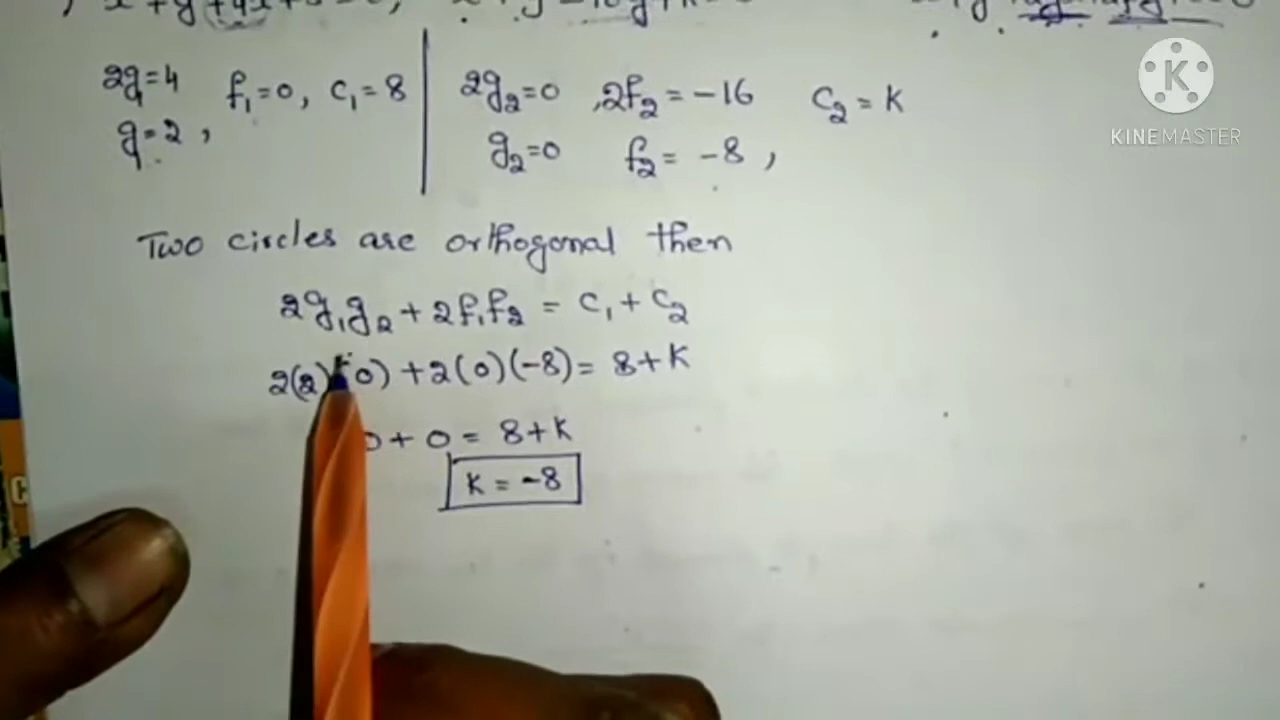 2g₁=4 f₁=0, c₁=8 2g₂=0 ,2f₂=-16 C₂=K
g₁=2, g₂=0 f₂=-8,
Two circles are orthogonal then
2g₁g₂+2f₁f₂=C₁+C₂
2(2)(0)+2(0)(-8)=8+K
0+0=8+K
K=-8
K
KINEMASTER
C